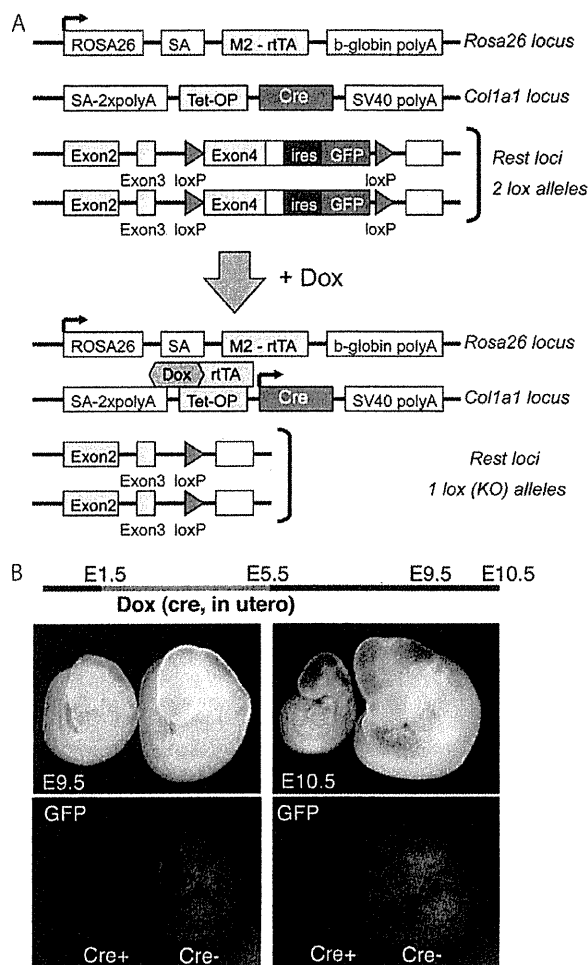 A
ROSA26 SA M2 - rtTA b-globin polyA Rosa26 locus
SA-2xpolyA Tet-OP Cre SV40 polyA Col1a1 locus
Exon2 Exon4 ires GFP
Exon3 loxP loxP
Exon2 Exon4 ires GFP
Exon3 loxP loxP
Rest loci
2 lox alleles
+ Dox
ROSA26 SA M2 - rtTA b-globin polyA Rosa26 locus
Dox rtTA
SA-2xpolyA Tet-OP Cre SV40 polyA Col1a1 locus
Exon2
Exon3 loxP
Exon2
Exon3 loxP
Rest loci
1 lox (KO) alleles
B
E1.5 E5.5 E9.5 E10.5
Dox (cre, in utero)
E9.5 E10.5
GFP GFP
Cre+ Cre- Cre+ Cre-